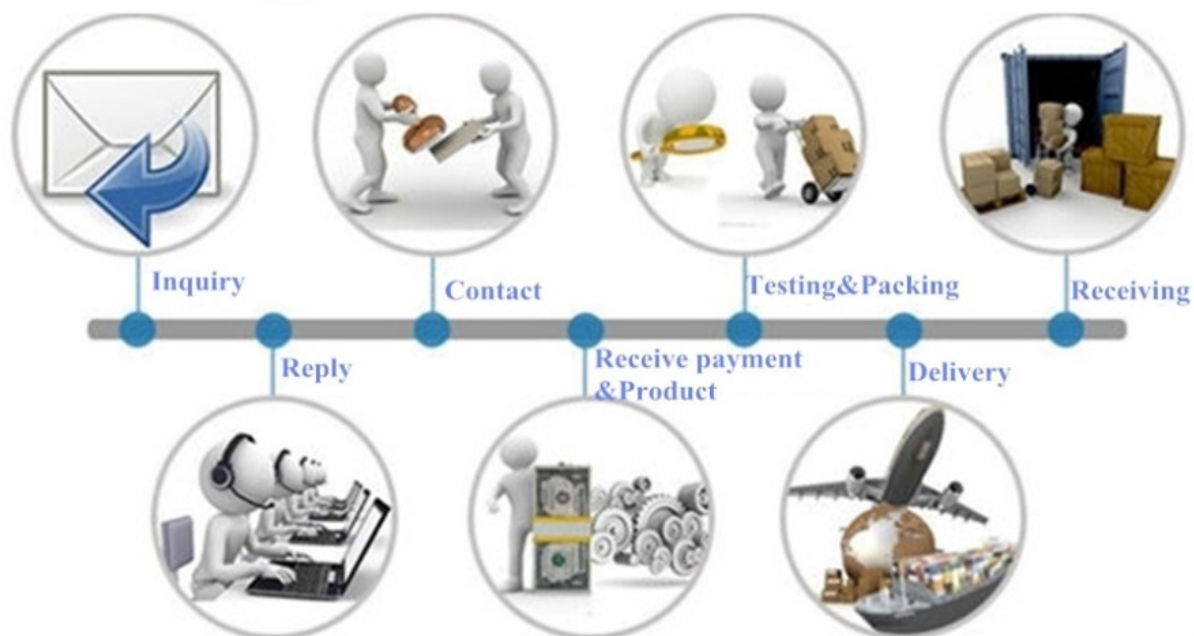 Inquiry
Reply
Contact
Receive payment
&Product
Testing&Packing
Delivery
Receiving